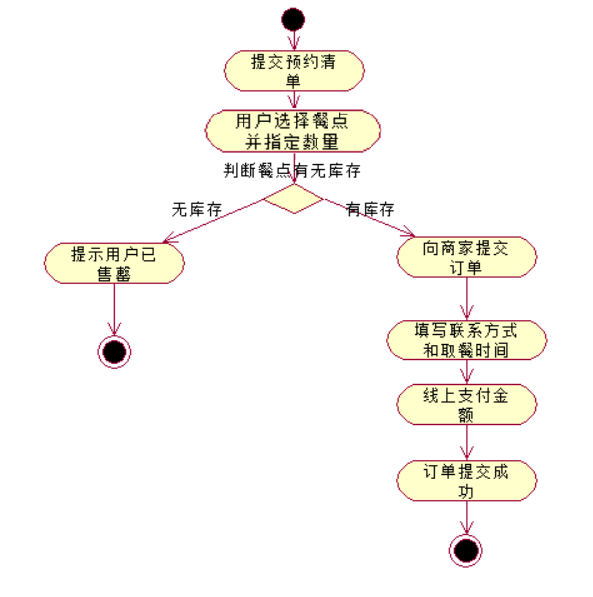 提交预约清
单
用户选择餐点
并指定数量
判断餐点有无库存
无库存
有库存
提示用户已
售罄
向商家提交
订单
填写联系方式
和取餐时间
线上支付金
额
订单提交成
功